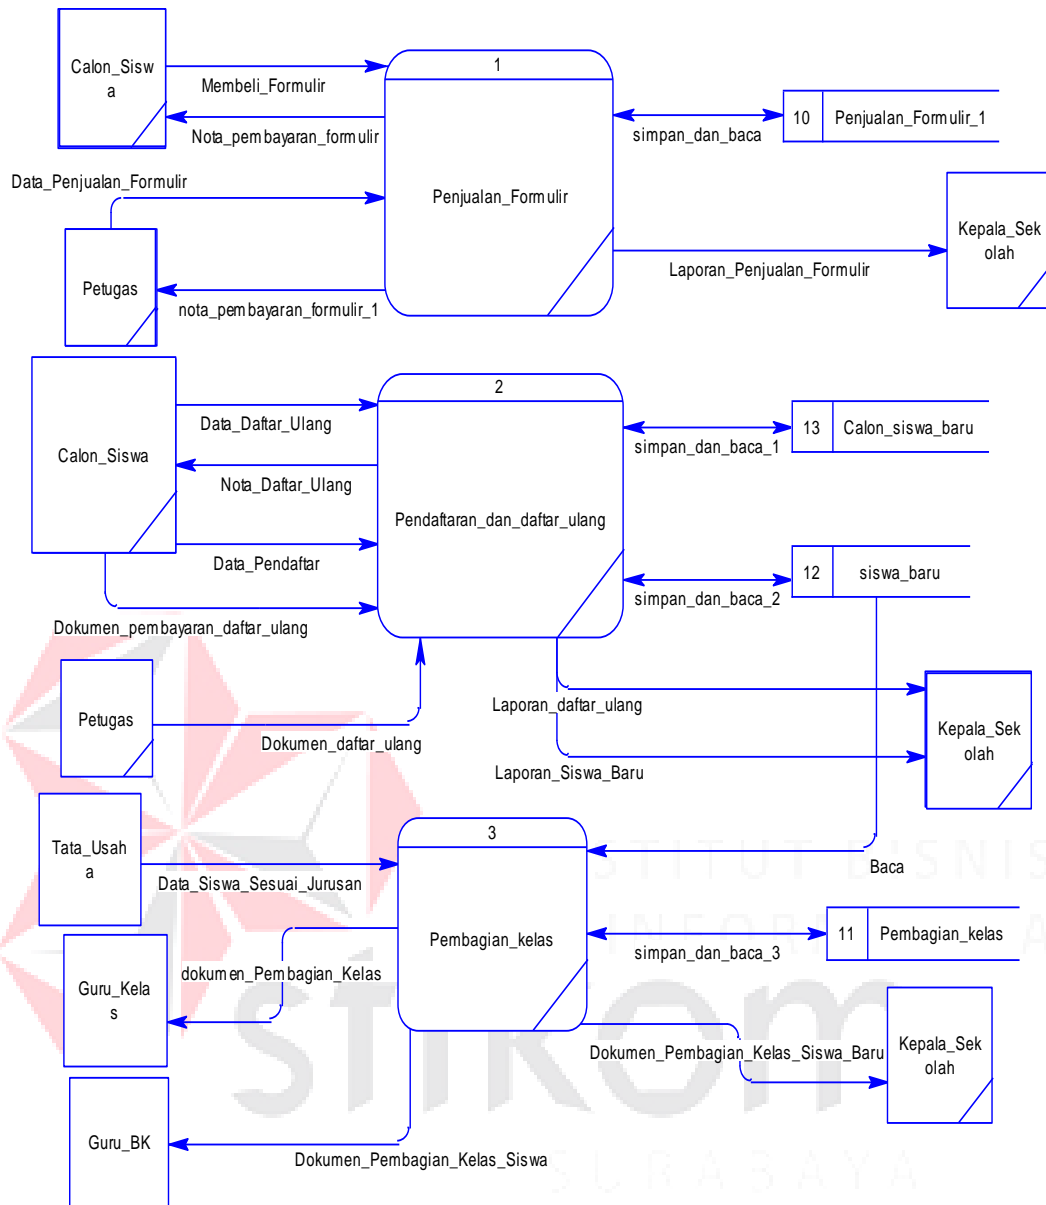 1
Calon_Sisw
a
Membeli_Formulir
Nota_pembayaran_formulir
simpan_dan_baca
10 Penjualan_Formulir_1
Data_Penjualan_Formulir
Penjualan_Formulir
Kepala_Sek
olah
Laporan_Penjualan_Formulir
Petugas
nota_pembayaran_formulir_1
2
Data_Daftar_Ulang
simpan_dan_baca_1
13 Calon_siswa_baru
Calon_Siswa
Nota_Daftar_Ulang
Pendaftaran_dan_daftar_ulang
Data_Pendaftar
simpan_dan_baca_2
12 siswa_baru
Dokumen_pembayaran_daftar_ulang
Petugas
Dokumen_daftar_ulang
Laporan_daftar_ulang
Kepala_Sek
olah
Laporan_Siswa_Baru
3
Tata_Usah
a
Data_Siswa_Sesuai_Jurusan
Baca
Pembagian_kelas
simpan_dan_baca_3
11 Pembagian_kelas
dokumen_Pembagian_Kelas
Guru_Kela
s
Dokumen_Pembagian_Kelas_Siswa_Baru
Kepala_Sek
olah
Guru_BK
Dokumen_Pembagian_Kelas_Siswa
stikom
SURABAYA